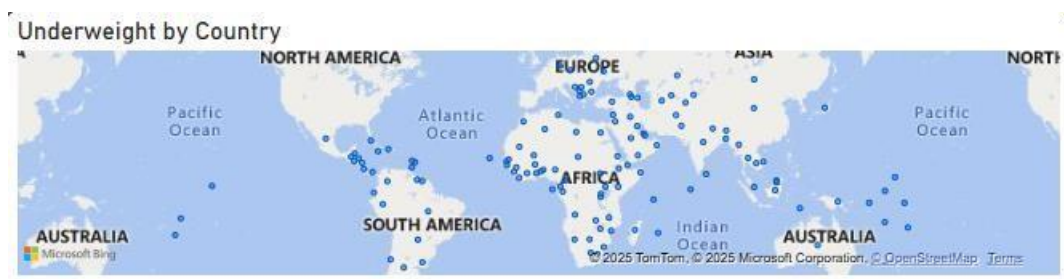 Underweight by Country
NORTH AMERICA
EUROPE
ASIA
NORTH
Pacific
Ocean
Atlantic
Ocean
Pacific
Ocean
AFRICA
SOUTH AMERICA
AUSTRALIA
Indian
Ocean
AUSTRALIA
Microsoft Bing
© 2025 TomTom, © 2025 Microsoft Corporation, © OpenStreetMap Terms